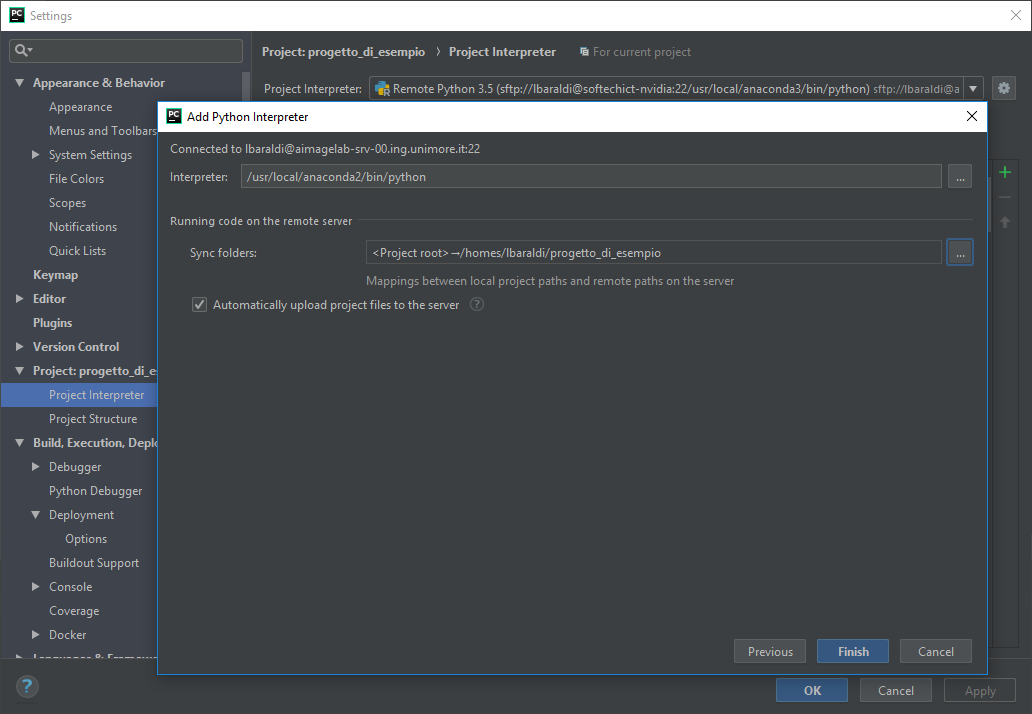 Settings
Project: progetto_di_esempio › Project Interpreter For current project
Appearance & Behavior
Project Interpreter: Remote Python 3.5 (sftp://lbaraldi@softechict-nvidia:22/usr/local/anaconda3/bin/python) sftp://lbaraldi@a
Appearance
Add Python Interpreter
Menus and Toolbars
Connected to lbaraldi@aimagelab-srv-00.ing.unimore.it:22
System Settings
Interpreter: /usr/local/anaconda2/bin/python ...
File Colors
Scopes
Running code on the remote server
Notifications
Quick Lists
Sync folders: <Project root>→/homes/lbaraldi/progetto_di_esempio ...
Keymap
Mappings between local project paths and remote paths on the server
Editor
Automatically upload project files to the server ?
Plugins
Version Control
Project: progetto_di_e
Project Interpreter
Project Structure
Build, Execution, Deplo
Debugger
Python Debugger
Deployment
Options
Buildout Support
Console
Coverage
Docker
Previous Finish Cancel
? OK Cancel Apply